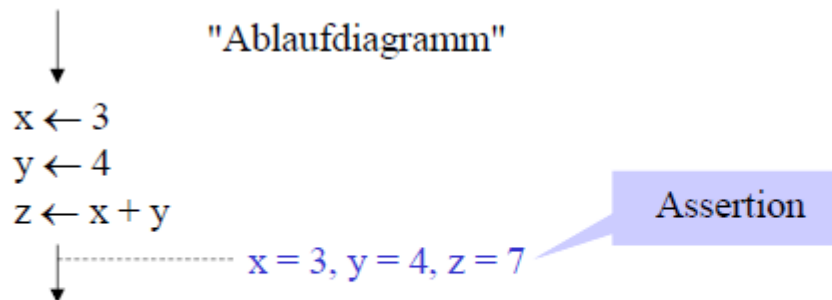 "Ablaufdiagramm"
x ← 3
y ← 4
z ← x + y
Assertion
x = 3, y = 4, z = 7